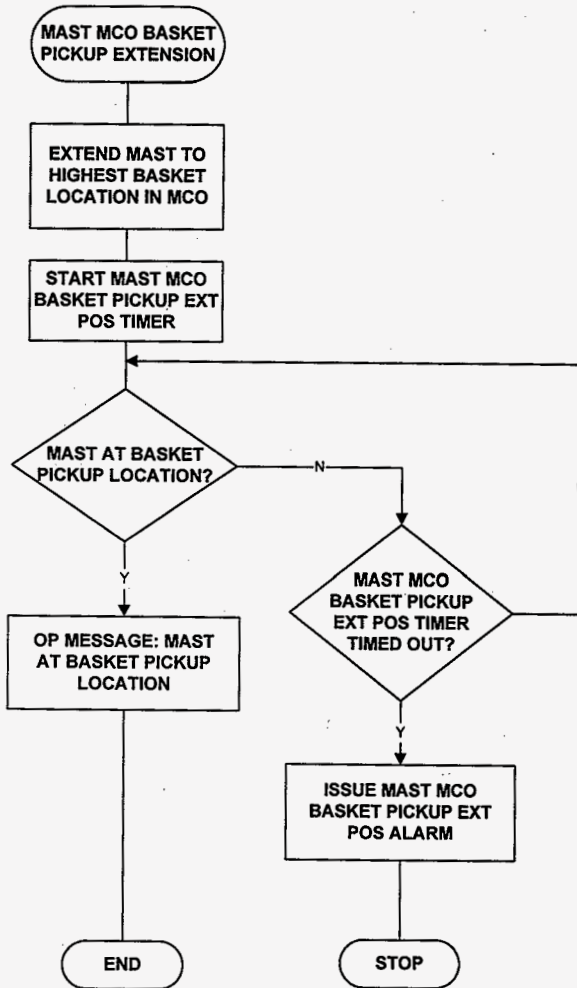 MAST MCO BASKET
PICKUP EXTENSION
EXTEND MAST TO
HIGHEST BASKET
LOCATION IN MCO
START MAST MCO
BASKET PICKUP EXT
POS TIMER
MAST AT BASKET
PICKUP LOCATION?
N
Y
MAST MCO
BASKET PICKUP
EXT POS TIMER
TIMED OUT?
OP MESSAGE: MAST
AT BASKET PICKUP
LOCATION
Y
ISSUE MAST MCO
BASKET PICKUP EXT
POS ALARM
END
STOP